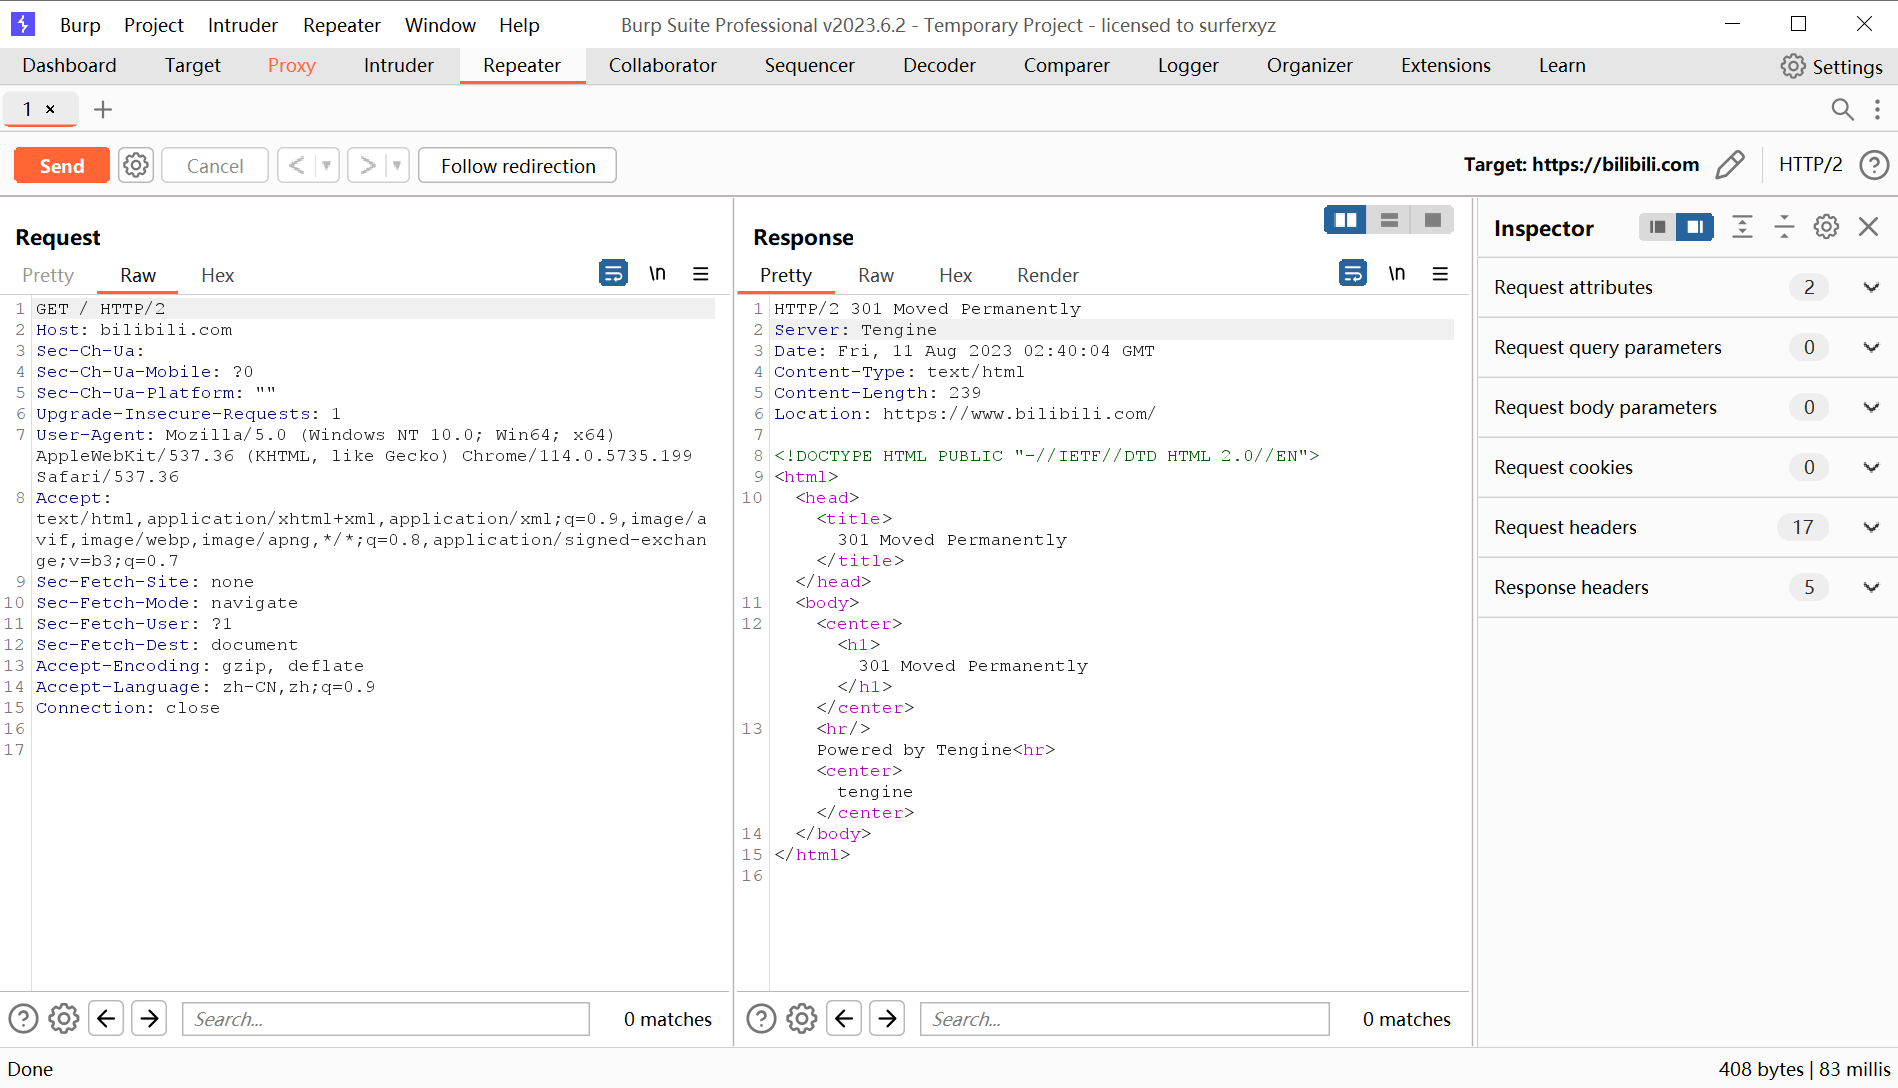 Burp Project Intruder Repeater Window Help Burp Suite Professional v2023.6.2 - Temporary Project - licensed to surferxyz
Dashboard Target Proxy Intruder Repeater Collaborator Sequencer Decoder Comparer Logger Organizer Extensions Learn Settings
1 × +
Send Cancel < > Follow redirection Target: https://bilibili.com HTTP/2 ?
Request
Pretty Raw Hex \n
1 GET / HTTP/2
2 Host: bilibili.com
3 Sec-Ch-Ua:
4 Sec-Ch-Ua-Mobile: ?0
5 Sec-Ch-Ua-Platform: ""
6 Upgrade-Insecure-Requests: 1
7 User-Agent: Mozilla/5.0 (Windows NT 10.0; Win64; x64)
AppleWebKit/537.36 (KHTML, like Gecko) Chrome/114.0.5735.199
Safari/537.36
8 Accept:
text/html,application/xhtml+xml,application/xml;q=0.9,image/a
vif,image/webp,image/apng,*/*;q=0.8,application/signed-exchan
ge;v=b3;q=0.7
9 Sec-Fetch-Site: none
10 Sec-Fetch-Mode: navigate
11 Sec-Fetch-User: ?1
12 Sec-Fetch-Dest: document
13 Accept-Encoding: gzip, deflate
14 Accept-Language: zh-CN,zh;q=0.9
15 Connection: close
16
17
? Search... 0 matches
Response
Pretty Raw Hex Render \n
1 HTTP/2 301 Moved Permanently
2 Server: Tengine
3 Date: Fri, 11 Aug 2023 02:40:04 GMT
4 Content-Type: text/html
5 Content-Length: 239
6 Location: https://www.bilibili.com/
7
8 <!DOCTYPE HTML PUBLIC "-//IETF//DTD HTML 2.0//EN">
9 <html>
10 <head>
<title>
301 Moved Permanently
</title>
</head>
11 <body>
12 <center>
<h1>
301 Moved Permanently
</h1>
</center>
13 <hr/>
Powered by Tengine<hr>
<center>
tengine
</center>
14 </body>
15 </html>
16
? Search... 0 matches
Inspector
Request attributes 2
Request query parameters 0
Request body parameters 0
Request cookies 0
Request headers 17
Response headers 5
Done 408 bytes | 83 millis